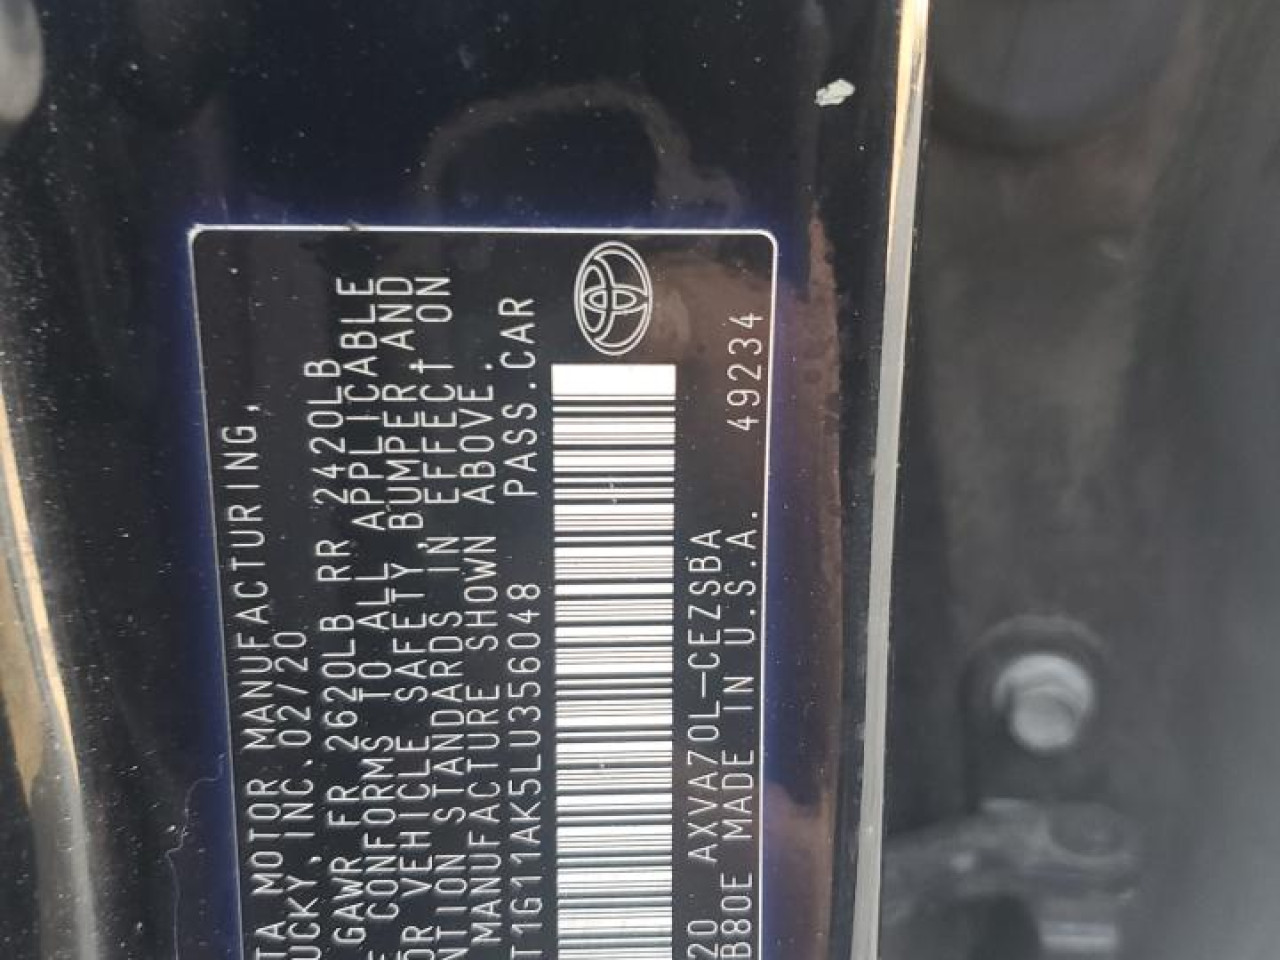 TA MOTOR MANUFACTURING,
UCKY, INC. 02/20
GAWR FR 2620LB RR 2420LB
E CONFORMS TO ALL APPLICABLE
OR VEHICLE SAFETY, BUMPER, AND
NTION STANDARDS IN EFFECT ON
MANUFACTURE SHOWN ABOVE.
T1G11AK5LU356048 PASS.CAR
20 AXVA70L-CEZSBA
B80E MADE IN U.S.A. 49234